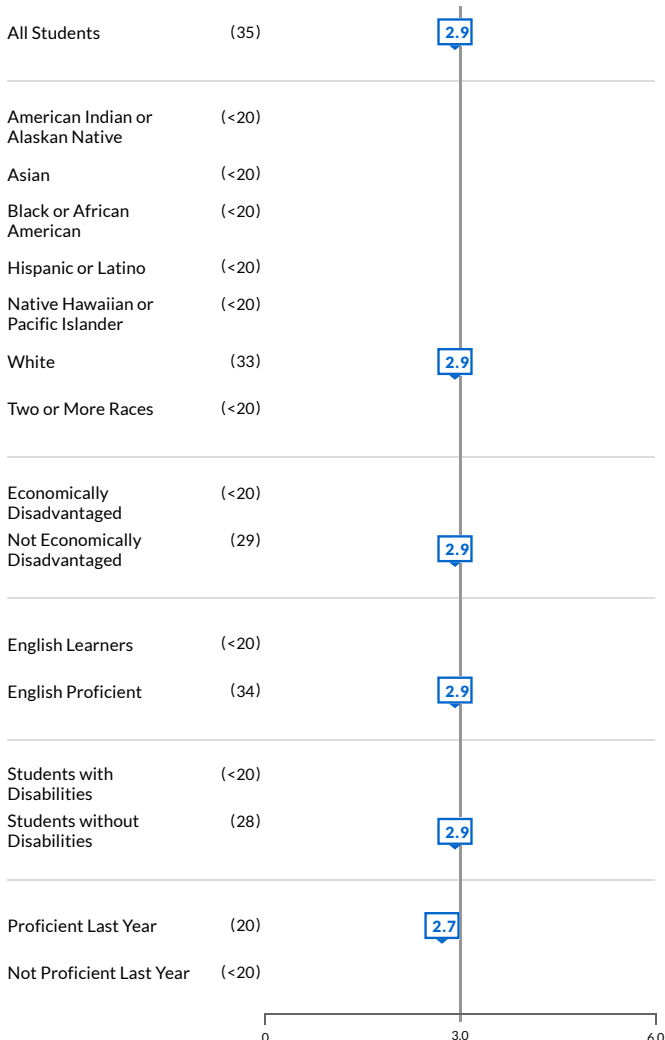 All Students (35) 2.9
American Indian or (<20)
Alaskan Native
Asian (<20)
Black or African (<20)
American
Hispanic or Latino (<20)
Native Hawaiian or (<20)
Pacific Islander
White (33) 2.9
Two or More Races (<20)
Economically (<20)
Disadvantaged
Not Economically (29) 2.9
Disadvantaged
English Learners (<20)
English Proficient (34) 2.9
Students with (<20)
Disabilities
Students without (28) 2.9
Disabilities
Proficient Last Year (20) 2.7
Not Proficient Last Year (<20)
0 3.0 6.0